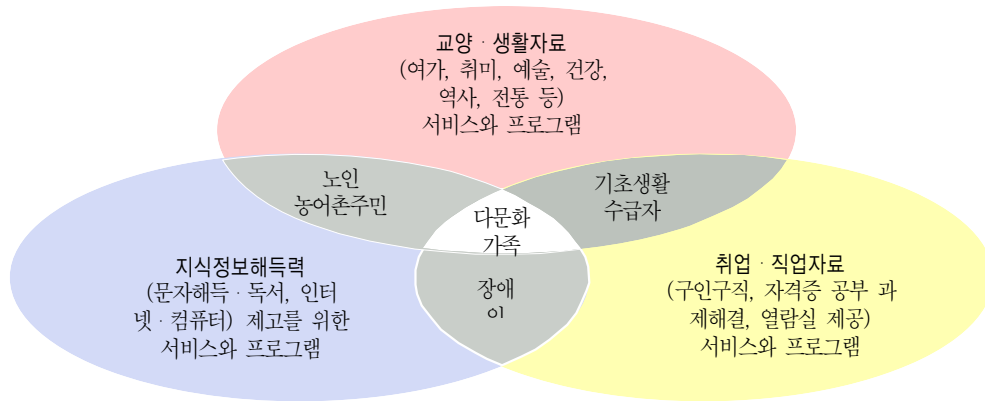 교양 · 생활자료
(여가, 취미, 예술, 건강,
역사, 전통 등)
서비스와 프로그램
노인
농어촌주민
기초생활
수급자
다문화
가족
장애
지식정보해득력
(문자해득 · 독서, 인터
넷 · 컴퓨터) 제고를 위한
서비스와 프로그램
취업 · 직업자료
(구인구직, 자격증 공부 과
제해결, 열람실 제공)
서비스와 프로그램